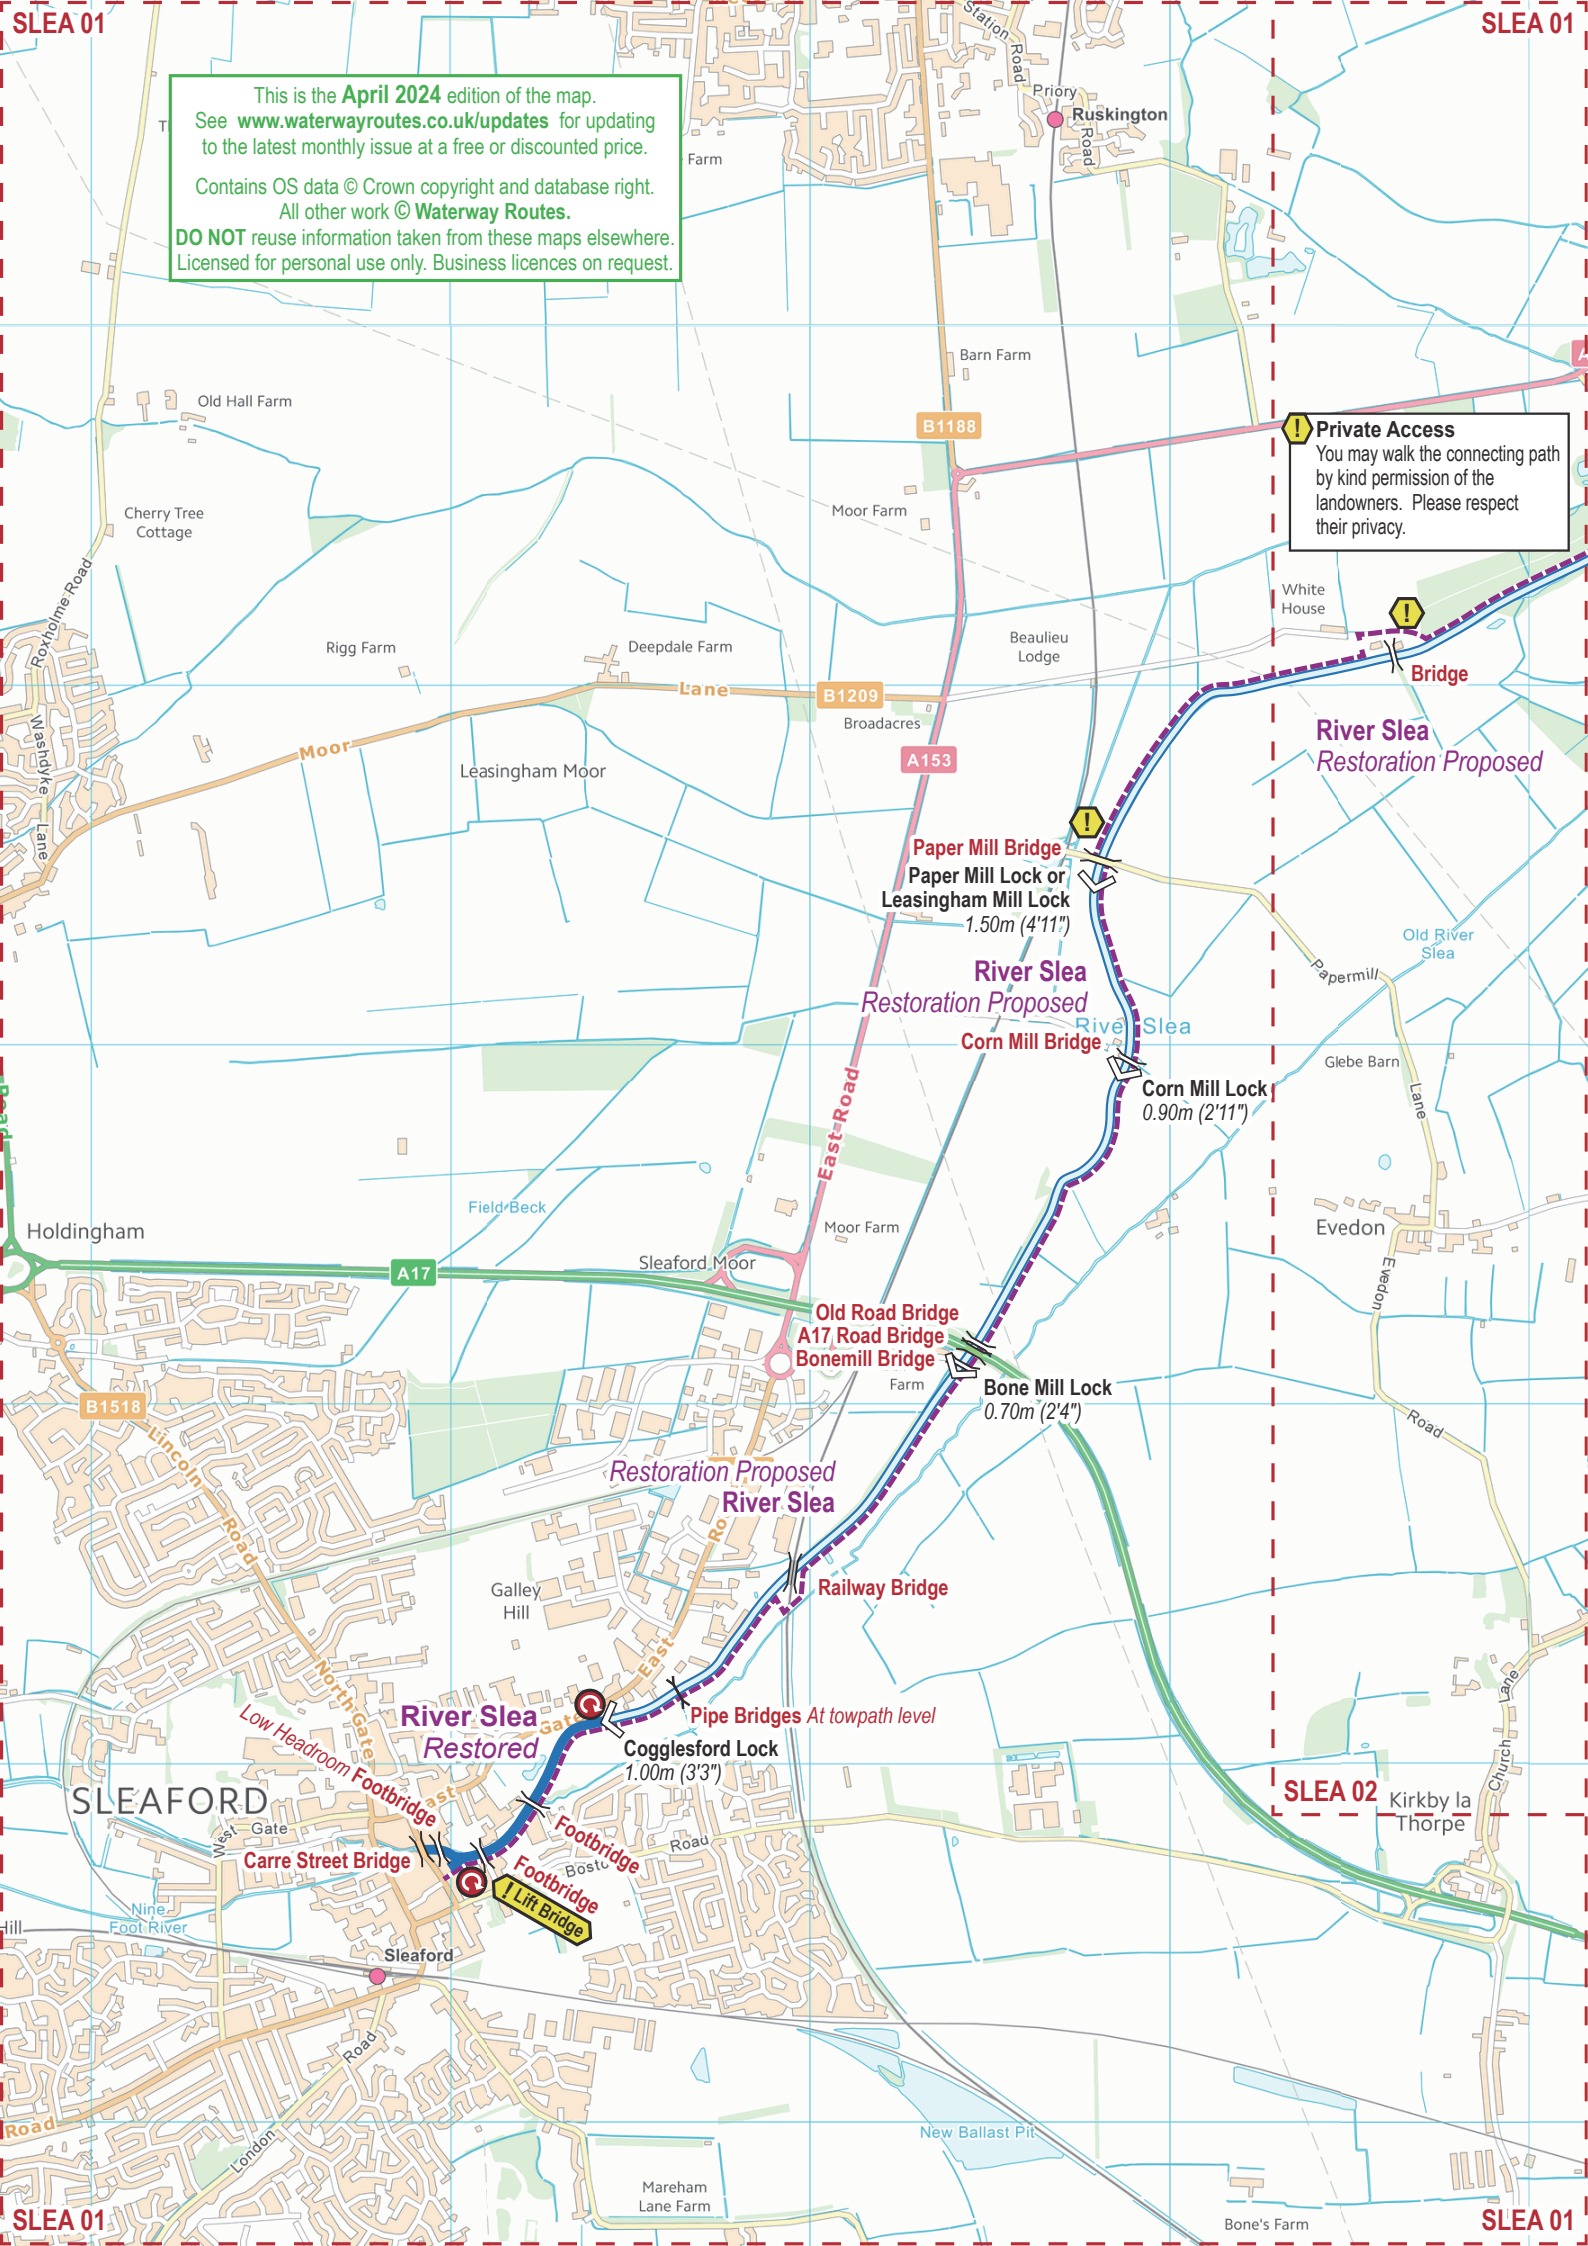 SLEA 01
SLEA 01
Station
Road
This is the April 2024 edition of the map.
See www.waterwayroutes.co.uk/updates for updating
to the latest monthly issue at a free or discounted price.
Contains OS data © Crown copyright and database right.
All other work © Waterway Routes.
DO NOT reuse information taken from these maps elsewhere.
Licensed for personal use only. Business licences on request.
Priory
Road
Ruskington
Farm
Barn Farm
Old Hall Farm
B1188
Private Access
You may walk the connecting path
by kind permission of the
landowners. Please respect
their privacy.
Cherry Tree
Cottage
Moor Farm
Roxholme Road
White
House
Rigg Farm
Deepdale Farm
Beaulieu
Lodge
Bridge
Lane
B1209
Broadacres
Washdyke
Lane
Moor
River Slea
Restoration Proposed
A153
Leasingham Moor
Paper Mill Bridge
Paper Mill Lock or
Leasingham Mill Lock
1.50m (4'11")
Old River
Slea
Papermill
Lane
River Slea
Restoration Proposed
River Slea
Corn Mill Bridge
Glebe Barn
Corn Mill Lock
0.90m (2'11")
Road
East Road
Field Beck
Holdingham
Moor Farm
Evedon
Sleaford Moor
A17
Evedon
Road
Old Road Bridge
A17 Road Bridge
Bonemill Bridge
Farm
Bone Mill Lock
0.70m (2'4")
B1518
Lincoln
Road
Restoration Proposed
River Slea
Ro
Galley
Hill
Railway Bridge
East
North Gate
River Slea
Restored
Gate
Pipe Bridges At towpath level
Cogglesford Lock
1.00m (3'3")
Church Lane
Low Headroom Footbridge
SLEAFORD
East
SLEA 02
Kirkby la
Thorpe
West
Gate
Footbridge
Road
Carre Street Bridge
Footbridge
Bosto
! Lift Bridge
Nine
Foot River
Hill
Sleaford
Road
London
Road
New Ballast Pit
Mareham
Lane Farm
Bone's Farm
SLEA 01
SLEA 01